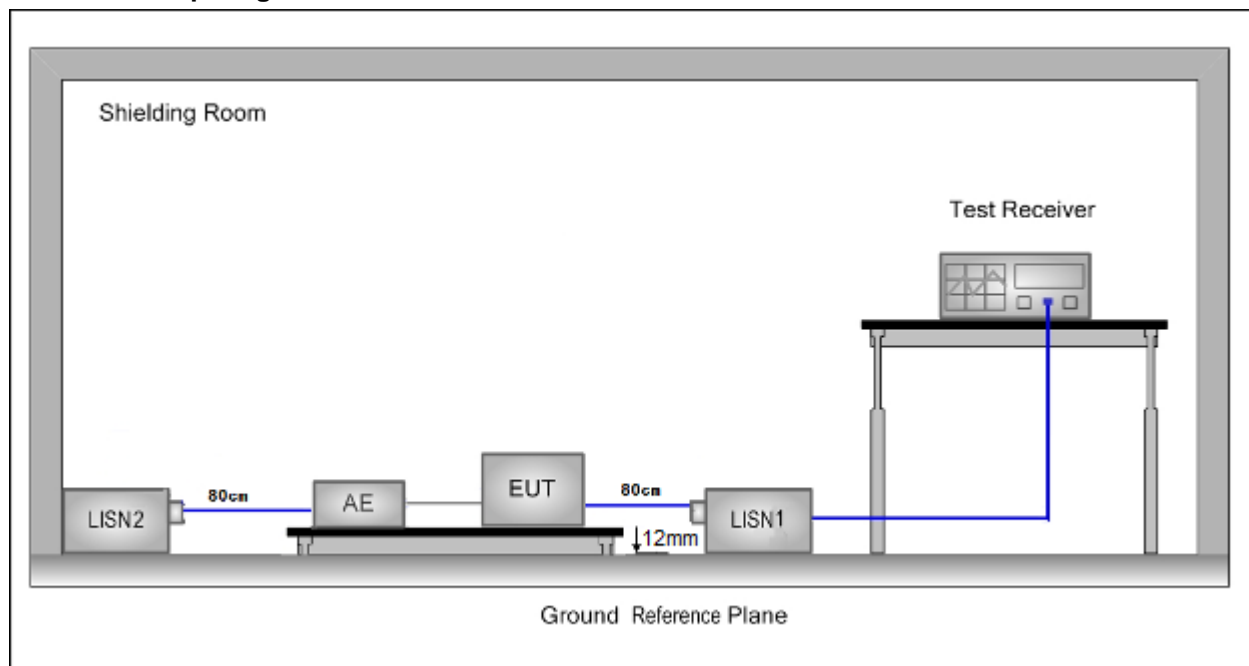 Shielding Room
Test Receiver
80cm
AE
EUT
80cm
LISN2
LISN1
12mm
Ground Reference Plane